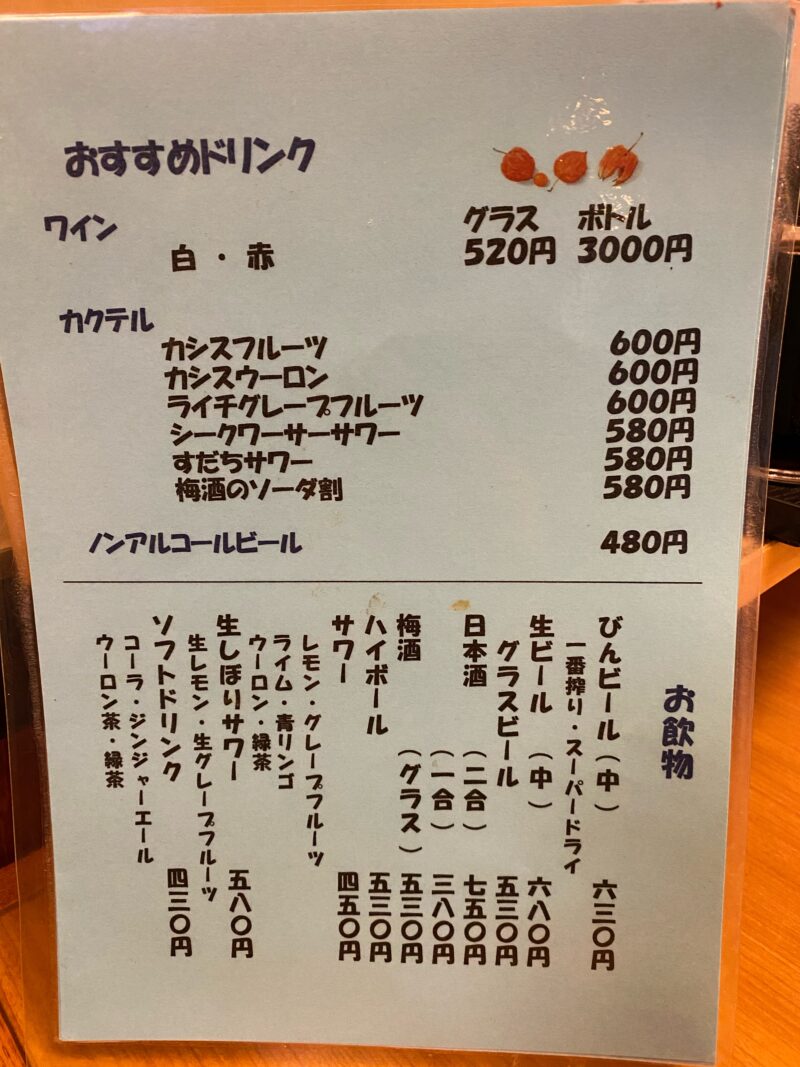 おすすめドリンク
ワイン
グラス ボトル
白・赤 520円 3000円
カクテル
カシスフルーツ 600円
カシスウーロン 600円
ライチグレープフルーツ 600円
シークワーサーサワー 580円
すだちサワー 580円
梅酒のソーダ割 580円
ノンアルコールビール 480円
お飲物
びんビール(中) 六三〇円
一番搾り・スーパードライ
生ビール (中) 六八〇円
グラスビール 五三〇円
日本酒 (二合) 七五〇円
(一合) 三八〇円
梅酒 (グラス) 五三〇円
ハイボール 五三〇円
サワー 四五〇円
レモン・グレープフルーツ
ライム・青リンゴ
ウーロン・緑茶
生しぼりサワー 五八〇円
生レモン・生グレープフルーツ
ソフトドリンク 四三〇円
コーラ・ジンジャーエール
ウーロン茶・緑茶